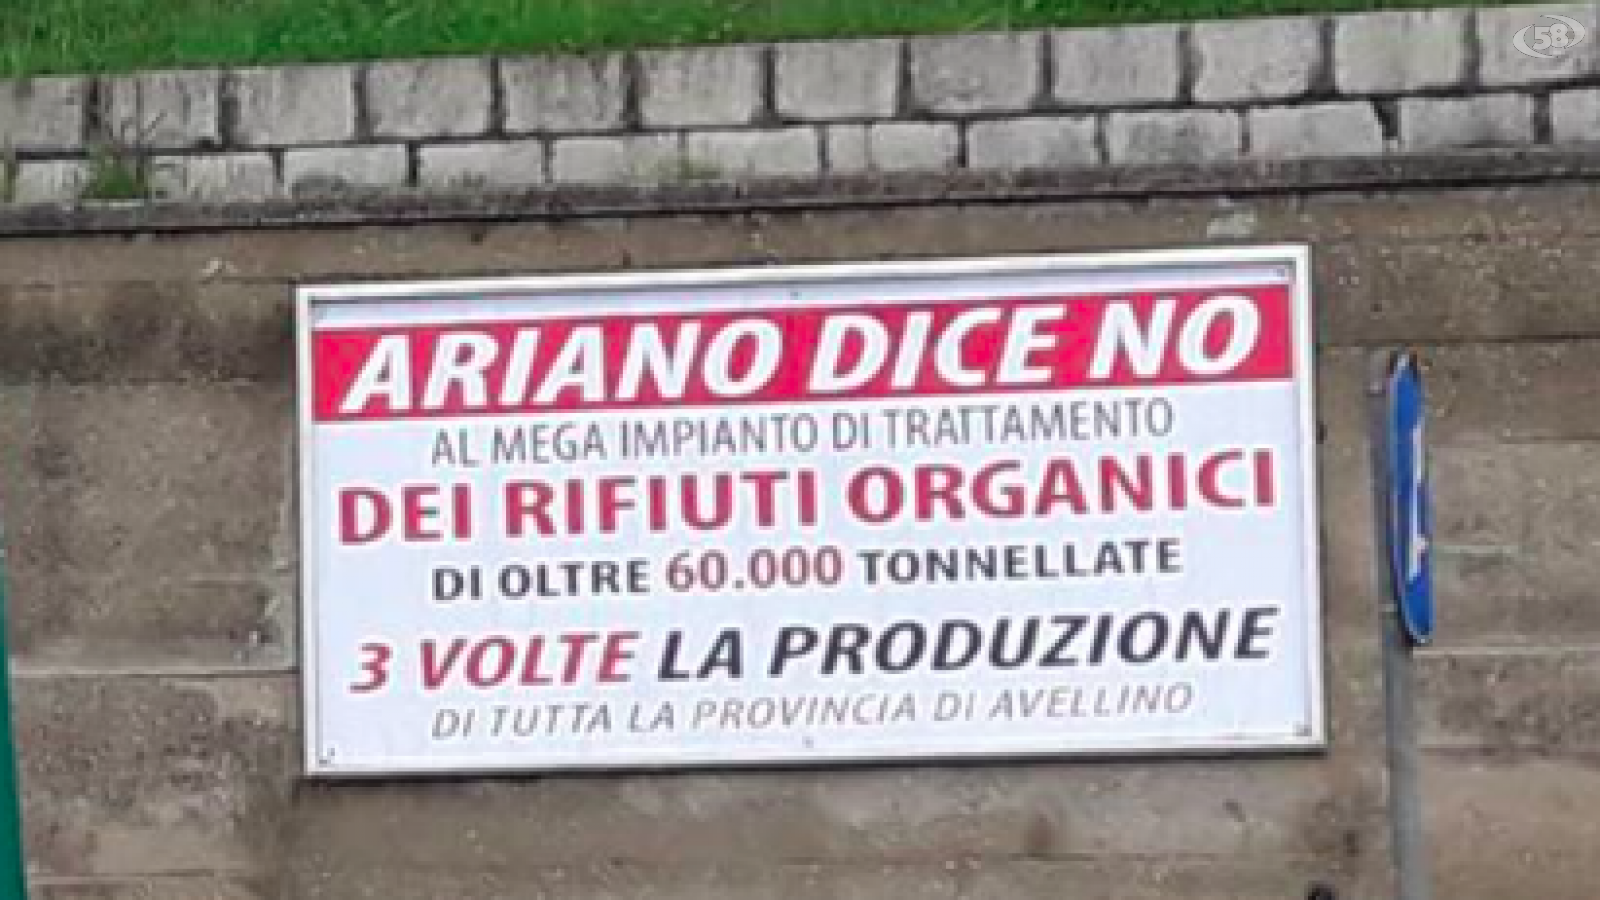 58
ARIANO DICE NO
AL MEGA IMPIANTO DI TRATTAMENTO
DEI RIFIUTI ORGANICI
DI OLTRE 60.000 TONNELLATE
3 VOLTE LA PRODUZIONE
DI TUTTA LA PROVINCIA DI AVELLINO